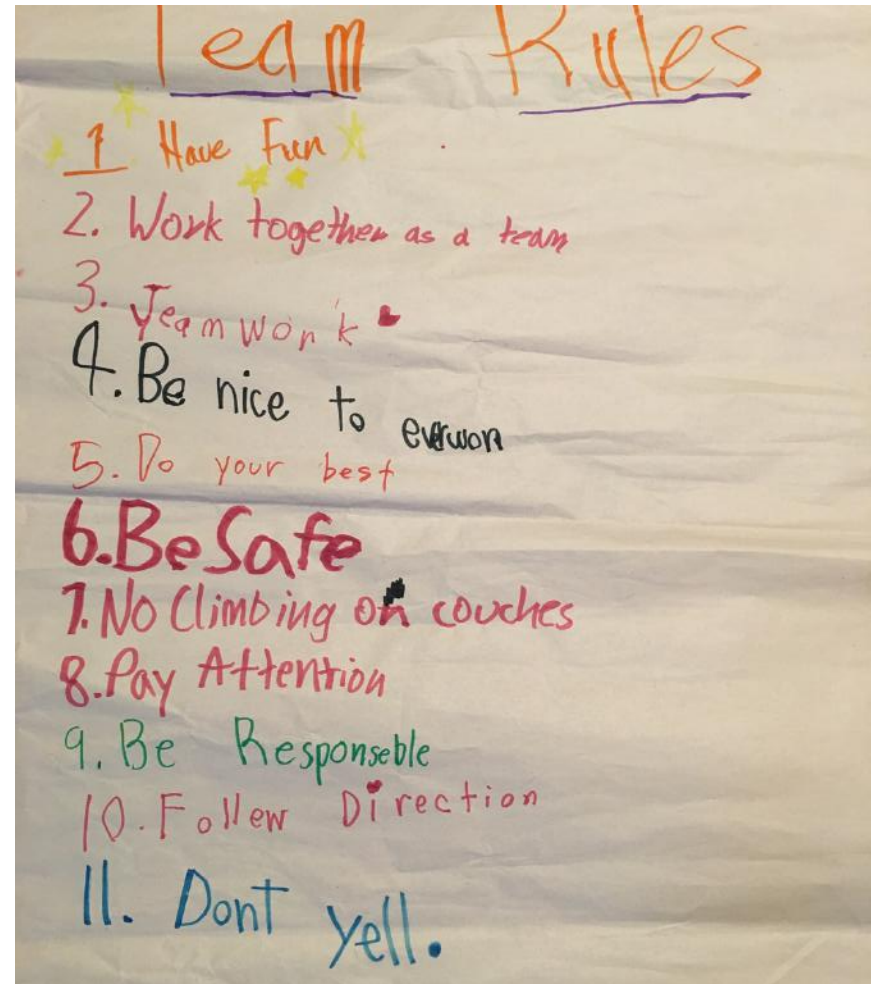 Team Rules
1 Have Fun
2. Work together as a team
3. Teamwork
4. Be nice to everwon
5. Do your best
6. Be Safe
7. No Climbing on couches
8. Pay Attention
9. Be Responseble
10. Follew Direction
11. Dont yell.